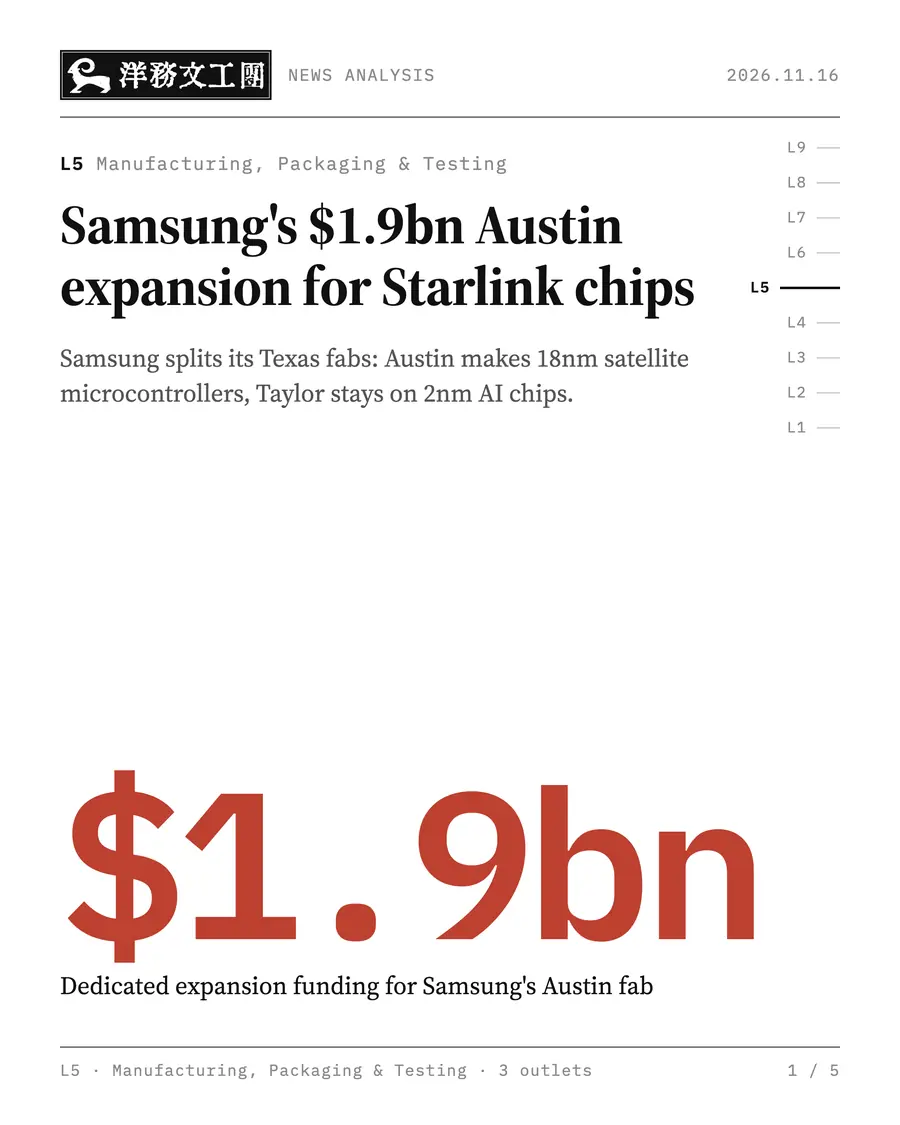 洋務文工團
NEWS ANALYSIS
2026.11.16
L5 Manufacturing, Packaging & Testing
Samsung's $1.9bn Austin
expansion for Starlink chips
Samsung splits its Texas fabs: Austin makes 18nm satellite
microcontrollers, Taylor stays on 2nm AI chips.
L9
L8
L7
L6
L5
L4
L3
L2
L1
$1.9bn
Dedicated expansion funding for Samsung's Austin fab
L5 · Manufacturing, Packaging & Testing · 3 outlets
1 / 5